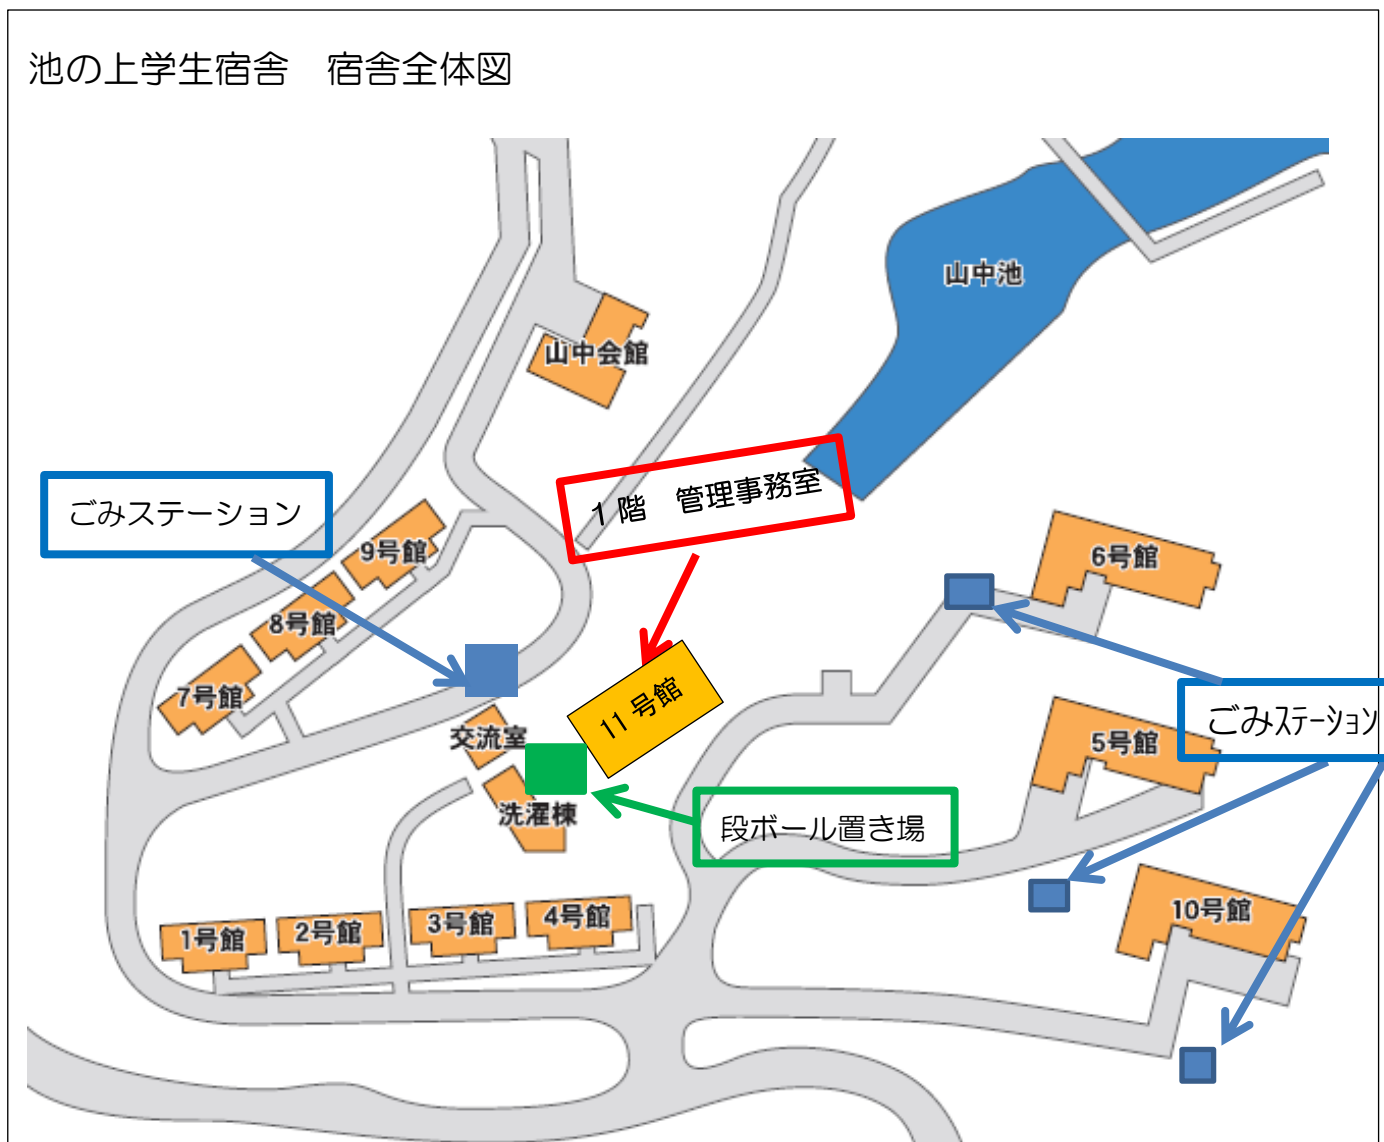 池の上学生宿舎　宿舎全体図
山中池
山中会館
1 階　管理事務室
ごみステーション
9号館
6号館
8号館
7号館
11 号館
ごみステーション
交流室
5号館
洗濯棟
段ボール置き場
10号館
1号館
2号館
3号館
4号館